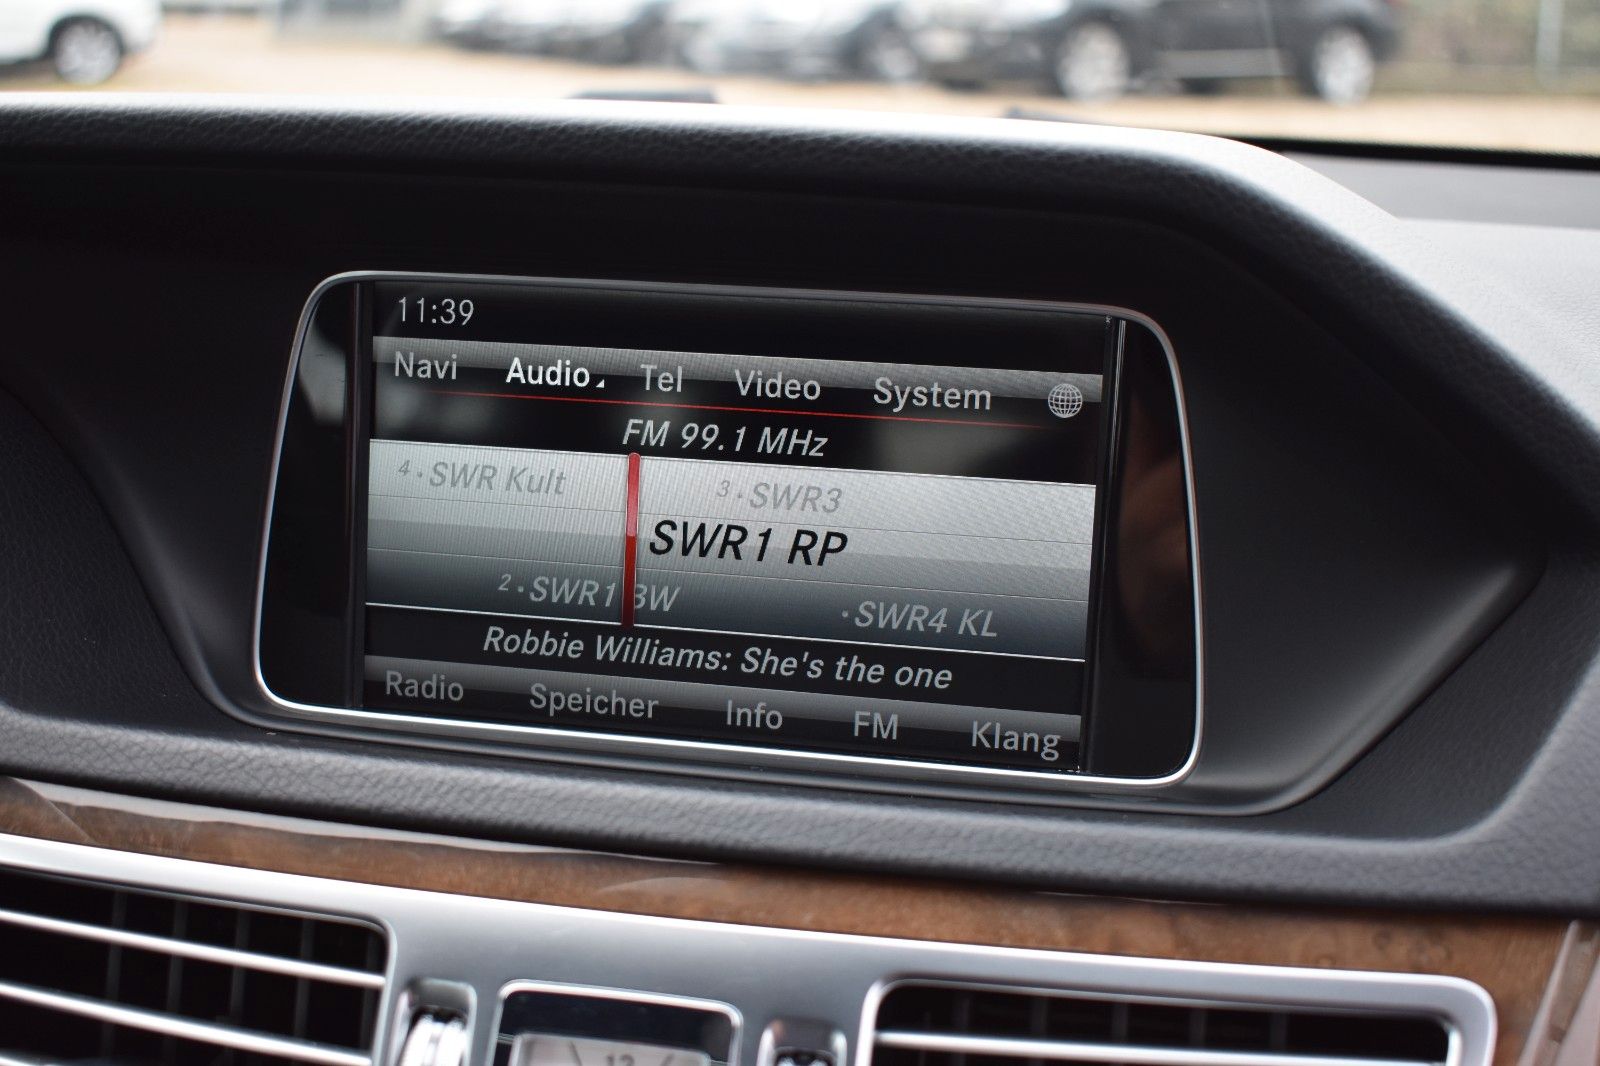 11:39
Navi Audio Tel Video System
FM 99.1 MHz
4 · SWR Kult 3 · SWR3
SWR1 RP
2 · SWR1 BW · SWR4 KL
Robbie Williams: She's the one
Radio Speicher Info FM Klang
12